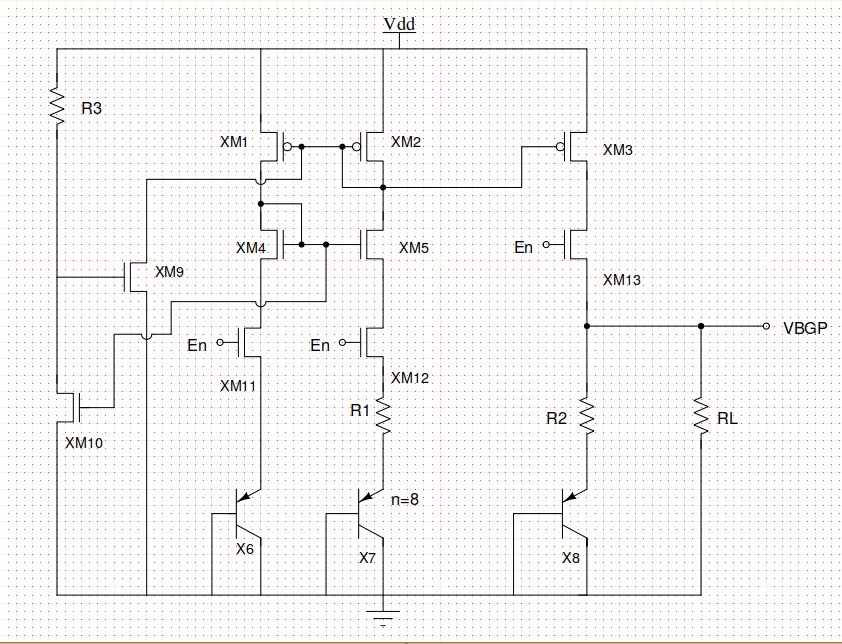 Vdd
R3
XM1
XM2
XM3
XM4
XM5
En
XM9
XM13
VBGP
En
En
XM11
XM12
R1
R2
RL
XM10
n=8
X6
X7
X8